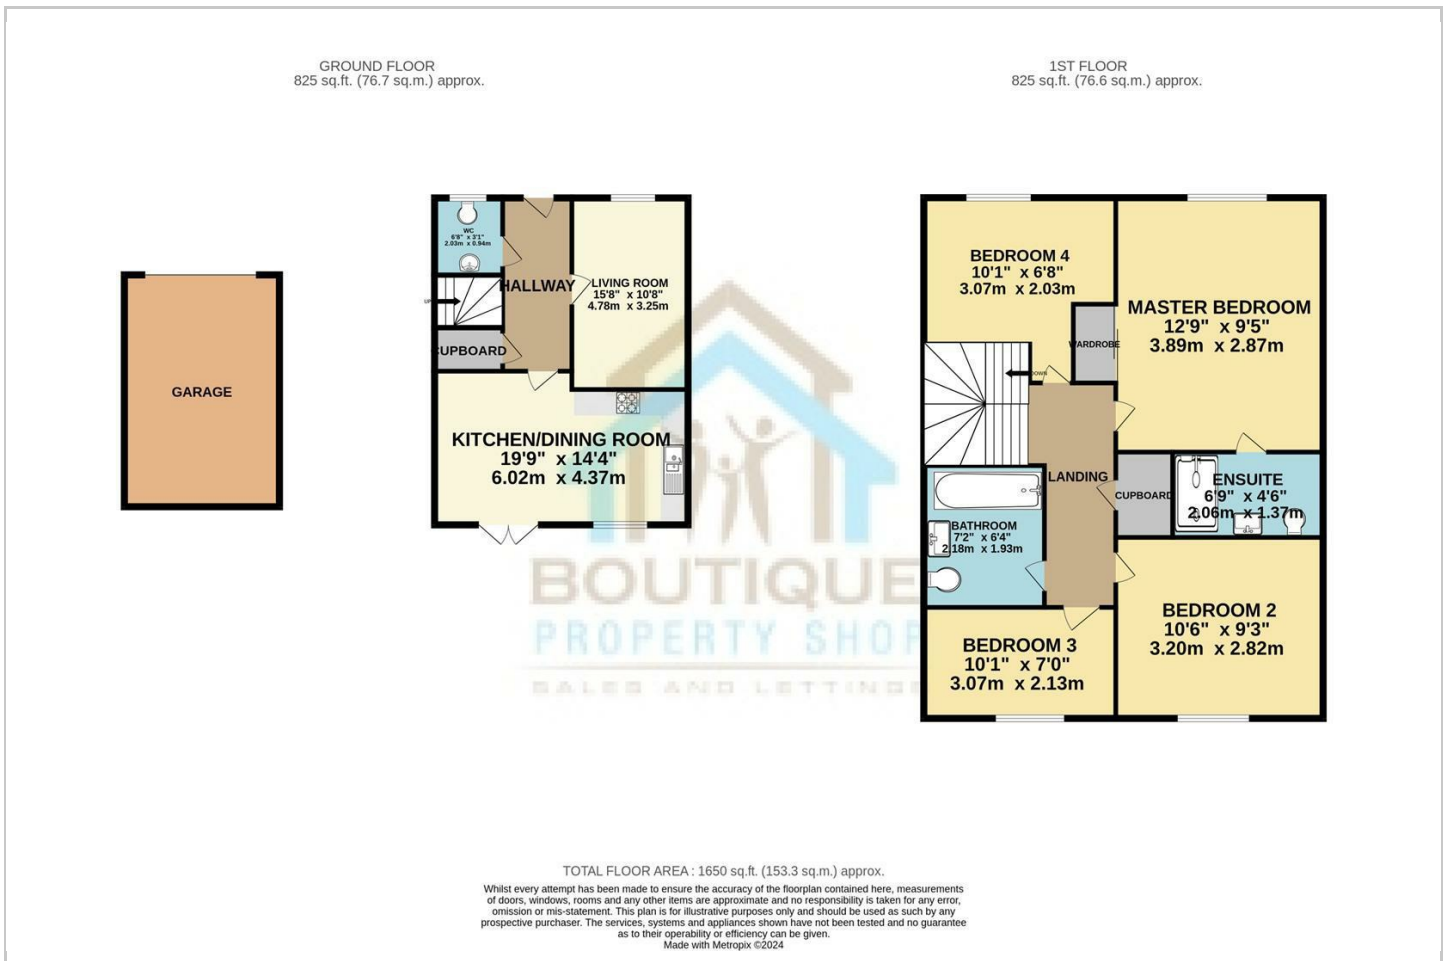 GROUND FLOOR
825 sq.ft. (76.7 sq.m.) approx.
1ST FLOOR
825 sq.ft. (76.6 sq.m.) approx.
GARAGE
WC
6'8" x 3'1"
2.03m x 0.94m
HALLWAY
LIVING ROOM
15'8" x 10'8"
4.78m x 3.25m
UP
CUPBOARD
KITCHEN/DINING ROOM
19'9" x 14'4"
6.02m x 4.37m
BEDROOM 4
10'1" x 6'8"
3.07m x 2.03m
MASTER BEDROOM
12'9" x 9'5"
3.89m x 2.87m
WARDROBE
DOWN
LANDING
CUPBOARD
ENSUITE
6'9" x 4'6"
2.06m x 1.37m
BATHROOM
7'2" x 6'4"
2.18m x 1.93m
BEDROOM 2
10'6" x 9'3"
3.20m x 2.82m
BEDROOM 3
10'1" x 7'0"
3.07m x 2.13m
BOUTIQUE
PROPERTY SHOP
SALES AND LETTINGS
TOTAL FLOOR AREA : 1650 sq.ft. (153.3 sq.m.) approx.
Whilst every attempt has been made to ensure the accuracy of the floorplan contained here, measurements
of doors, windows, rooms and any other items are approximate and no responsibility is taken for any error,
omission or mis-statement. This plan is for illustrative purposes only and should be used as such by any
prospective purchaser. The services, systems and appliances shown have not been tested and no guarantee
as to their operability or efficiency can be given.
Made with Metropix ©2024